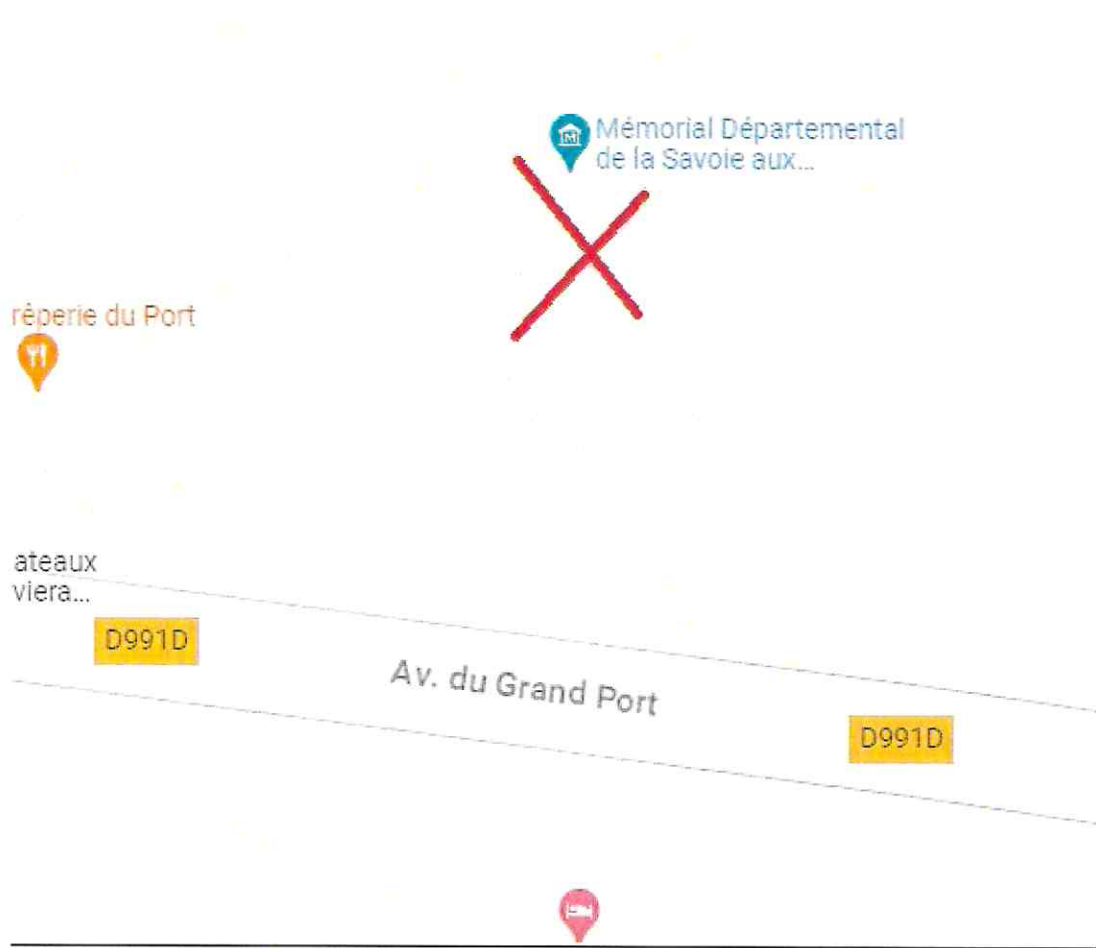 Mémorial Départemental
de la Savoie aux...
rêperie du Port
ateaux
viera...
D991D
Av. du Grand Port
D991D